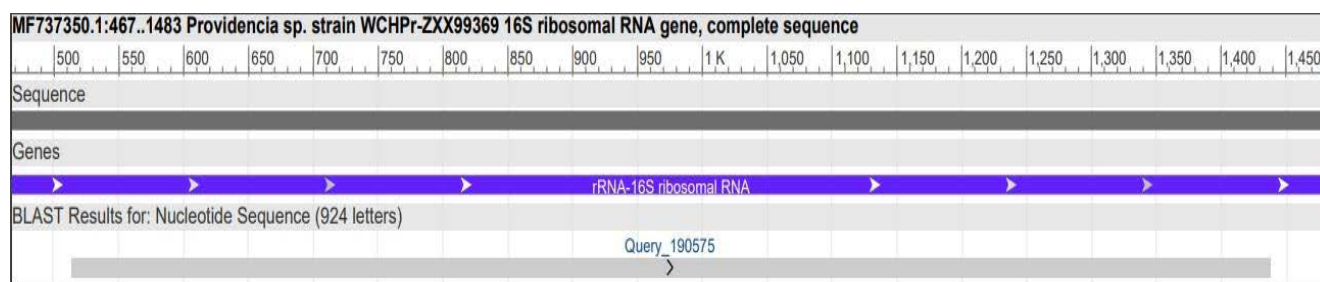 MF737350.1:467..1483 Providencia sp. strain WCHPr-ZXX99369 16S ribosomal RNA gene, complete sequence
500 550 600 650 700 750 800 850 900 950 1 K 1,050 1,100 1,150 1,200 1,250 1,300 1,350 1,400 1,450
Sequence
Genes
rRNA-16S ribosomal RNA
BLAST Results for: Nucleotide Sequence (924 letters)
Query_190575